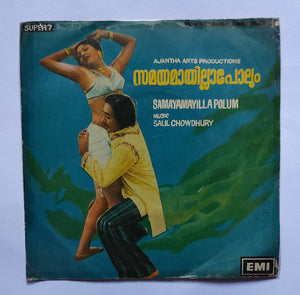 SUPER 7
AJANTHA ARTS PRODUCTIONS
സമയമായില്ലാപോലും
SAMAYAMAYILLA POLUM
MUSIC
SALIL CHOWDHURY
EMI